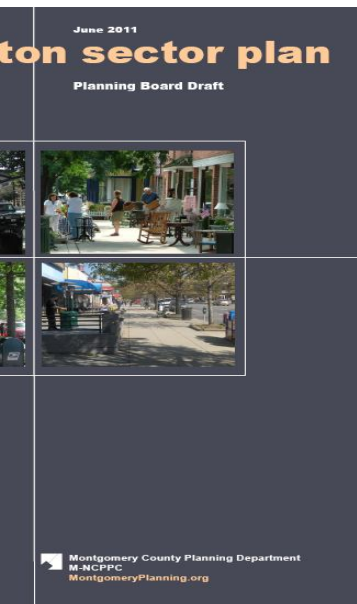 June 2011
ton sector plan
Planning Board Draft
Montgomery County Planning Department
M-NCPPC
MontgomeryPlanning.org